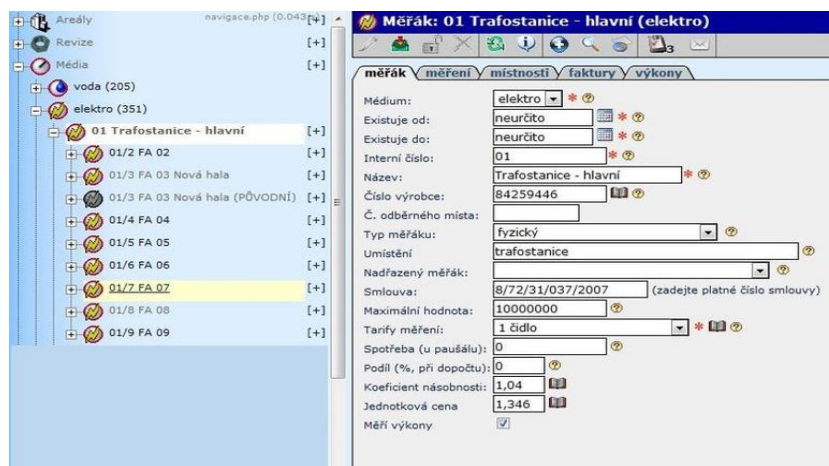 Areály
navigace.php (0.043
[+]
Revize [+]
Média [+]
voda (205)
elektro (351)
01 Trafostanice - hlavní [+]
01/2 FA 02 [+]
01/3 FA 03 Nová hala [+]
01/3 FA 03 Nová hala (PŮVODNÍ) [+]
01/4 FA 04 [+]
01/5 FA 05 [+]
01/6 FA 06 [+]
01/7 FA 07 [+]
01/8 FA 08 [+]
01/9 FA 09 [+]
Měřák: 01 Trafostanice - hlavní (elektro)
3
měřák měření místnosti faktury výkony
Médium: elektro *
Existuje od: neurčito *
Existuje do: neurčito *
Interní číslo: 01 *
Název: Trafostanice - hlavní *
Číslo výrobce: 84259446
Č. odběrného místa:
Typ měřáku: fyzický
Umístění trafostanice
Nadřazený měřák:
Smlouva: 8/72/31/037/2007 (zadejte platné číslo smlouvy)
Maximální hodnota: 10000000
Tarify měření: 1 čidlo *
Spotřeba (u paušálu): 0
Podíl (%, při dopočtu): 0
Koeficient násobnosti: 1,04
Jednotková cena 1,346
Měří výkony